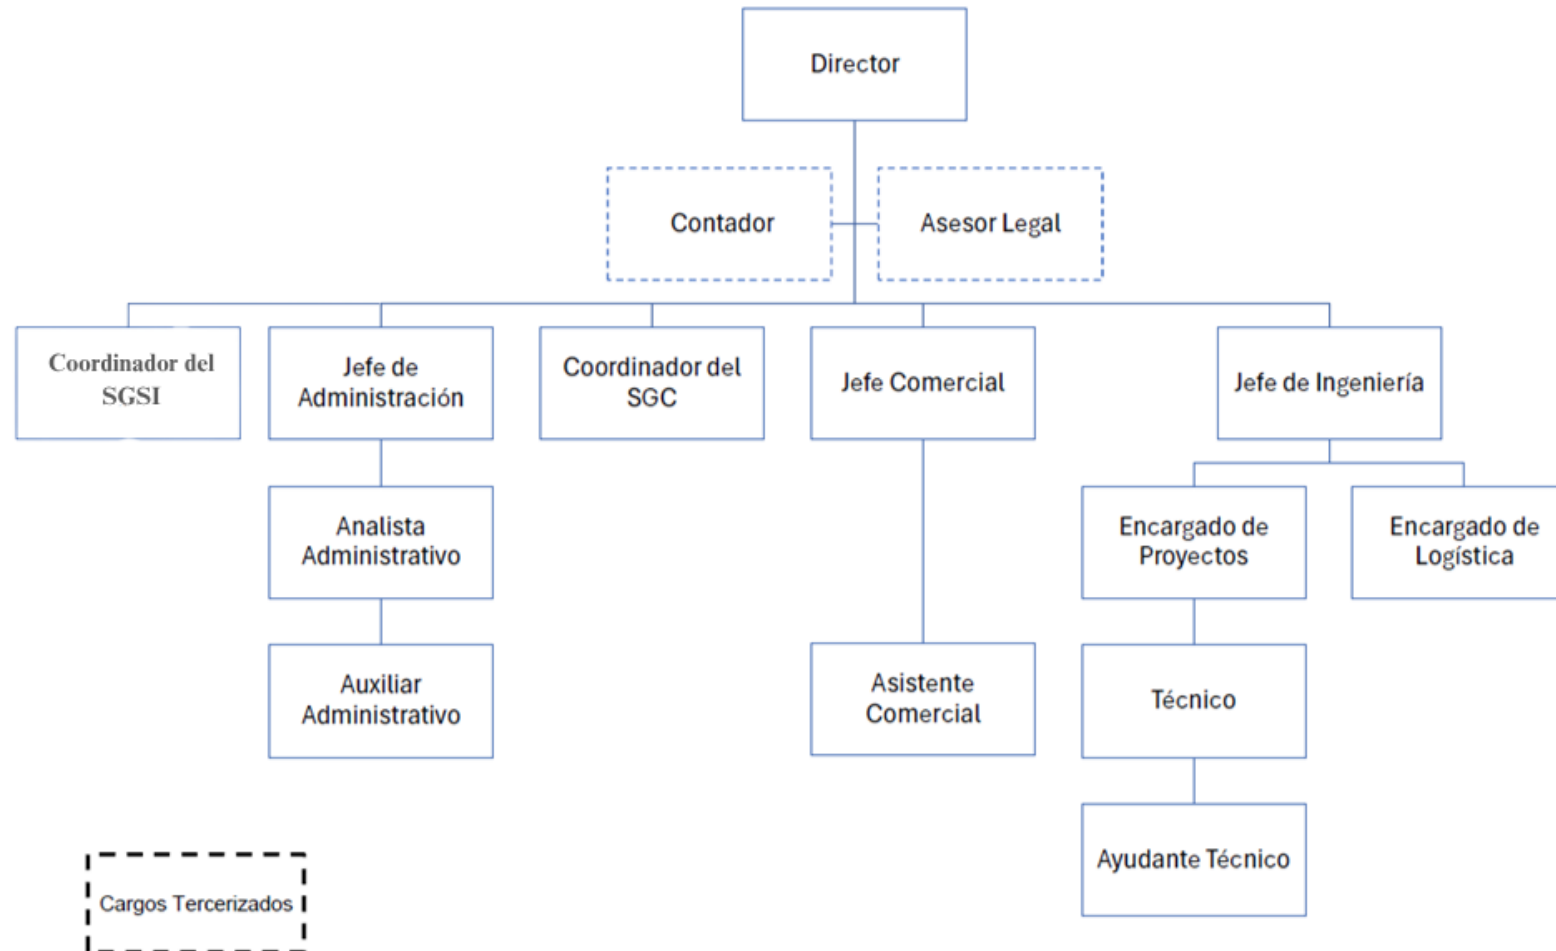 Director
Contador
Asesor Legal
Coordinador del
SGSI
Jefe de
Administración
Coordinador del
SGC
Jefe Comercial
Jefe de Ingeniería
Analista
Administrativo
Encargado de
Proyectos
Encargado de
Logística
Auxiliar
Administrativo
Asistente
Comercial
Técnico
Ayudante Técnico
Cargos Tercerizados